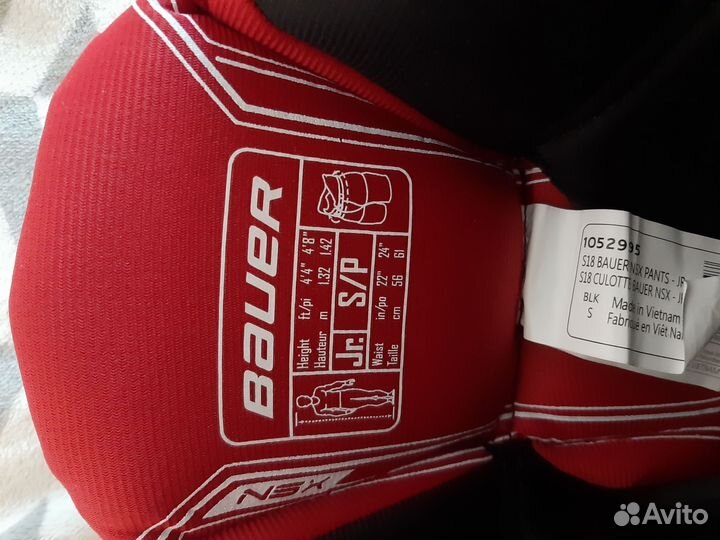 BAUER
Height ft/pi 4'4" 4'8"
Hauteur m 1.32 1.42
Jr. S/P
Waist in/po 22" 24"
Taille cm 56 61
NSX
1052995
S18 BAUER NSX PANTS - JR
S18 CULOTTE BAUER NSX - JR
BLK Made in Vietnam
S Fabriqué en Viêt Na
Avito